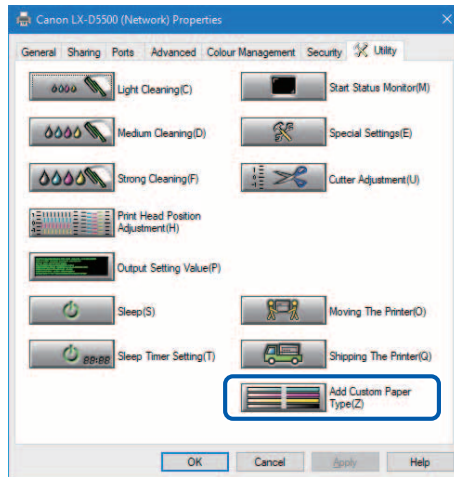 Canon LX-D5500 (Network) Properties
General Sharing Ports Advanced Colour Management Security Utility
Light Cleaning(C)
Start Status Monitor(M)
Medium Cleaning(D)
Special Settings(E)
Strong Cleaning(F)
Cutter Adjustment(U)
Print Head Position
Adjustment(H)
Output Setting Value(P)
Sleep(S)
Moving The Printer(O)
88:88
Sleep Timer Setting(T)
Shipping The Printer(Q)
Add Custom Paper
Type(Z)
OK Cancel Apply Help